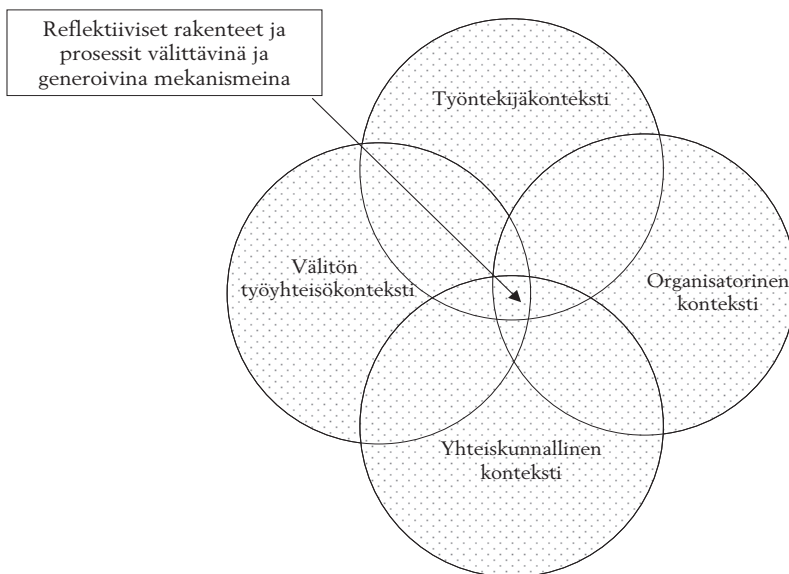 Reflektiiviset rakenteet ja
prosessit välittävinä ja
generoivina mekanismeina
Työntekijäkonteksti
Välitön
työyhteisökonteksti
Organisatorinen
konteksti
Yhteiskunnallinen
konteksti